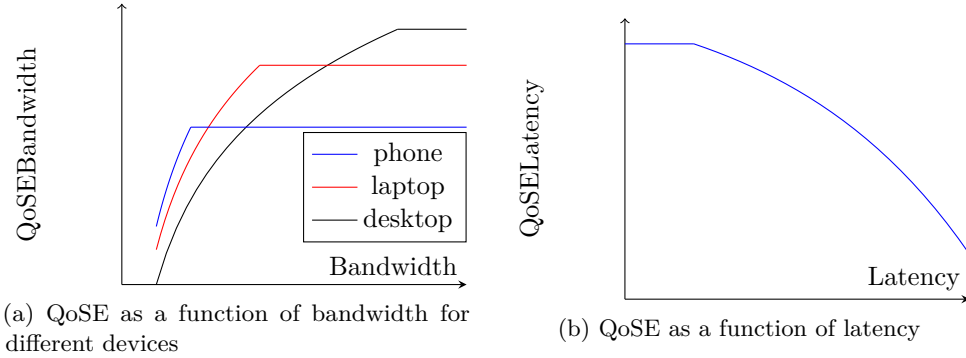 QoSEBandwidth
phone
laptop
desktop
Bandwidth
(a) QoSE as a function of bandwidth for
different devices
QoSELatency
Latency
(b) QoSE as a function of latency